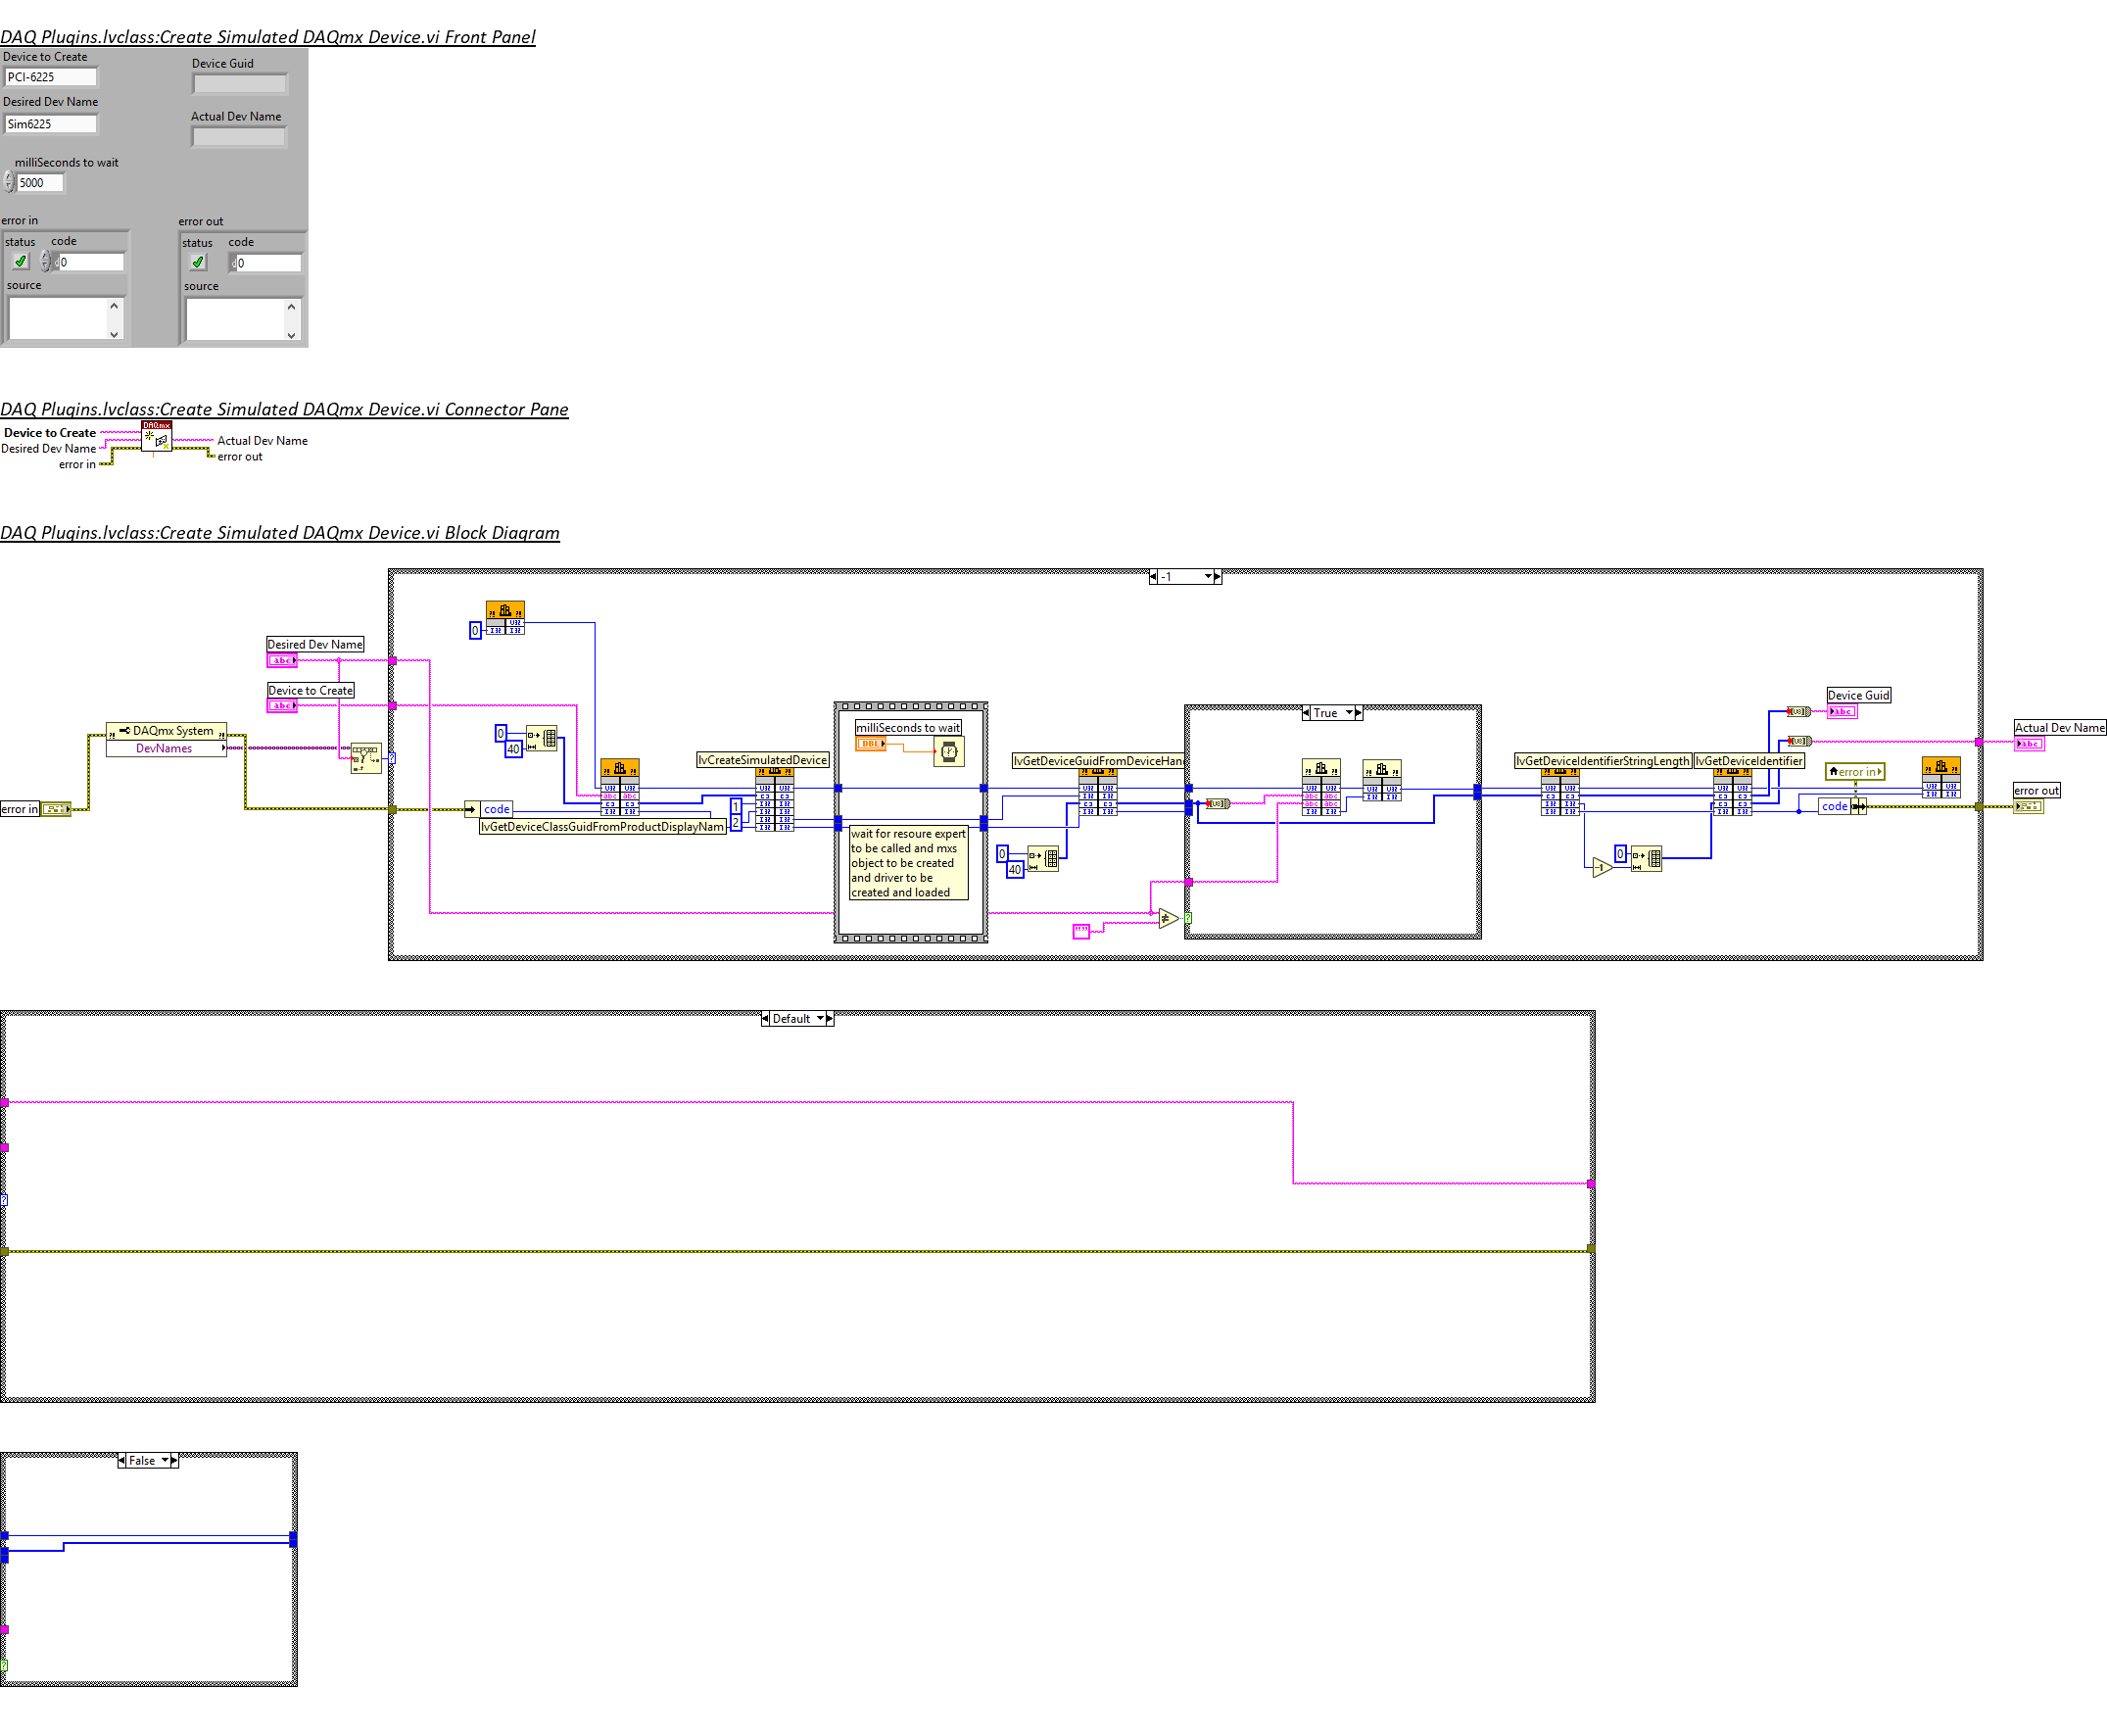 DAQ Plugins.lvclass:Create Simulated DAQmx Device.vi Front Panel
Device to Create
PCI-6225
Device Guid
Desired Dev Name
Sim6225
Actual Dev Name
milliSeconds to wait
5000
error in
error out
status
code
0
status
code
0
source
source
DAQ Plugins.lvclass:Create Simulated DAQmx Device.vi Connector Pane
Device to Create
Desired Dev Name
error in
DAQmx
Actual Dev Name
error out
DAQ Plugins.lvclass:Create Simulated DAQmx Device.vi Block Diagram
-1
0
Desired Dev Name
abc
Device to Create
abc
DAQmx System
DevNames
error in
0
40
code
lvGetDeviceClassGuidFromProductDisplayNam
lvCreateSimulatedDevice
1
2
milliSeconds to wait
DBL
wait for resoure expert
to be called and mxs
object to be created
and driver to be
created and loaded
lvGetDeviceGuidFromDeviceHan
0
40
True
lvGetDeviceIdentifierStringLength
lvGetDeviceIdentifier
-1
0
Device Guid
abc
Actual Dev Name
abc
error in
code
error out
Default
False